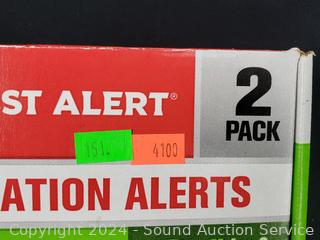 ST ALERT®
2
PACK
151.
4100
ATION ALERTS
Copyright 2024 - Sound Auction Service